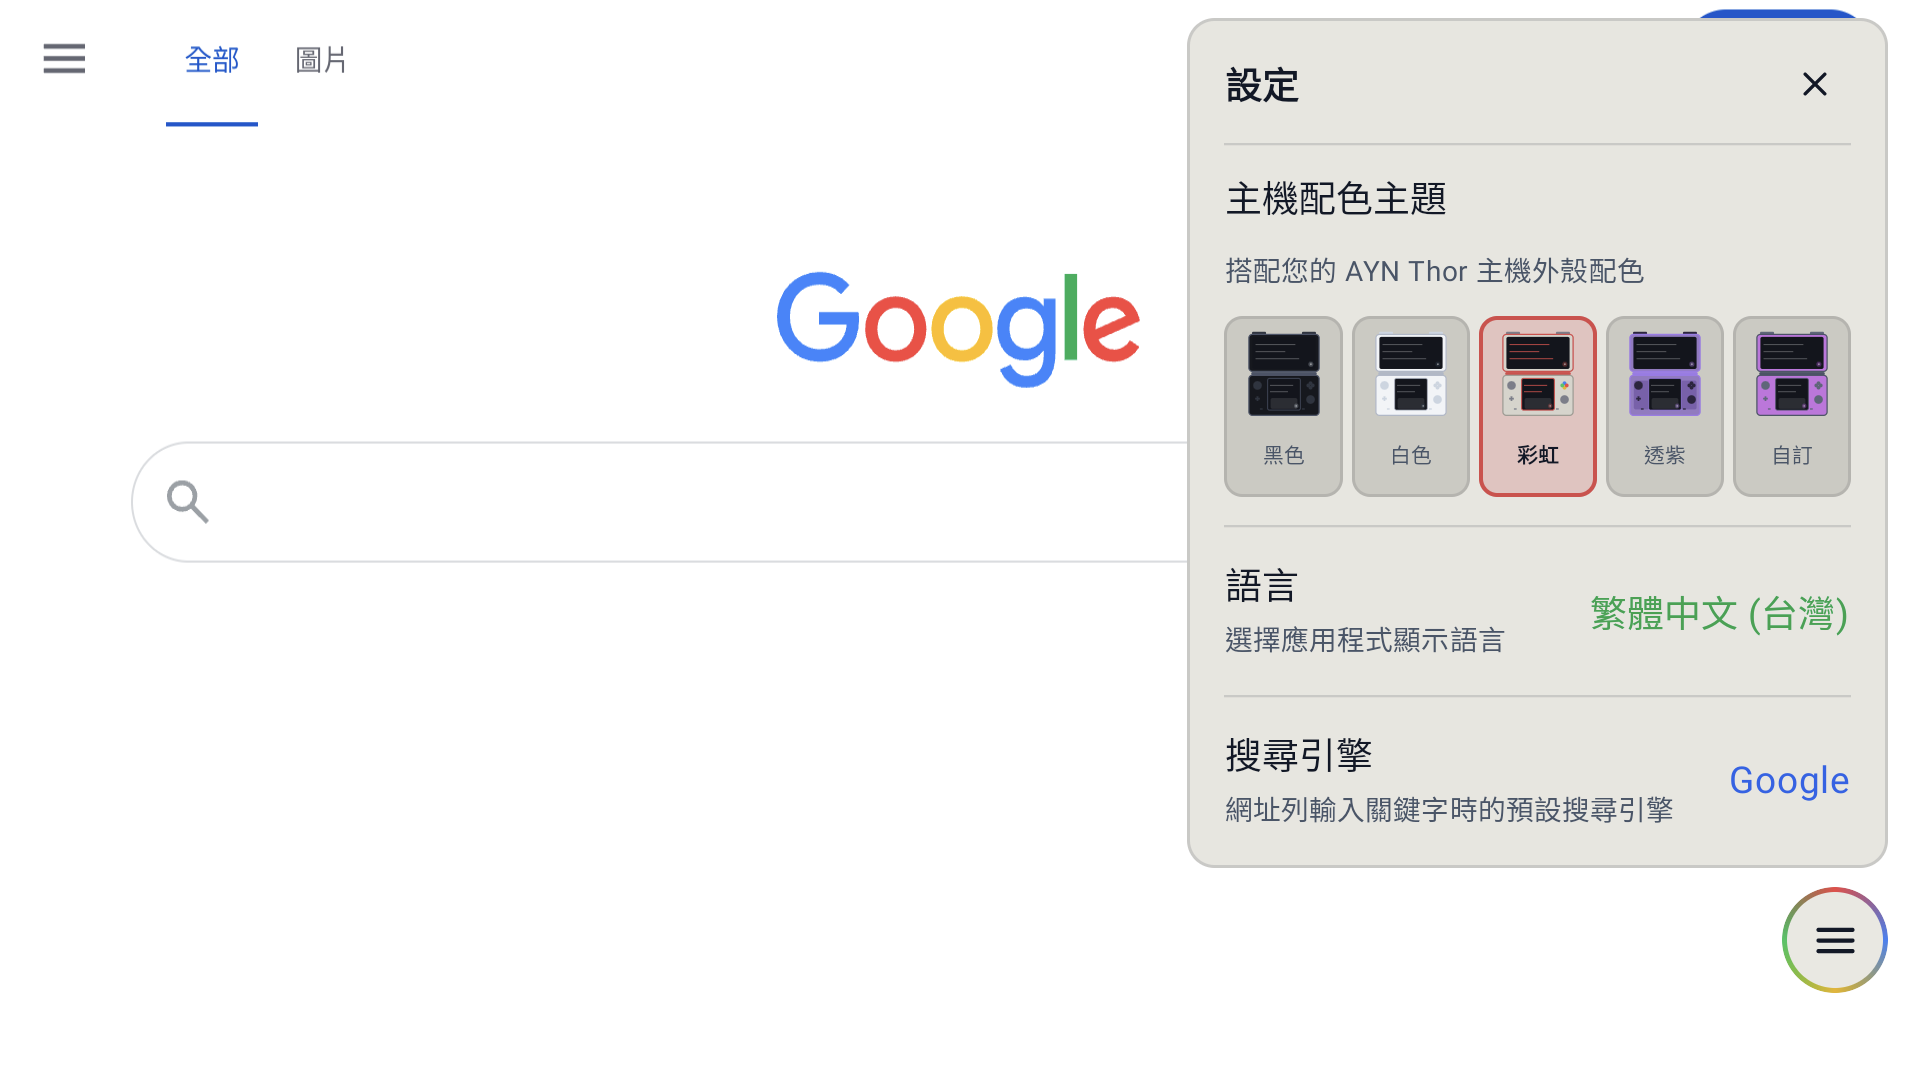 全部
圖片
Google
設定
主機配色主題
搭配您的 AYN Thor 主機外殼配色
黑色
白色
彩虹
透紫
自訂
語言
選擇應用程式顯示語言
繁體中文 (台灣)
搜尋引擎
網址列輸入關鍵字時的預設搜尋引擎
Google